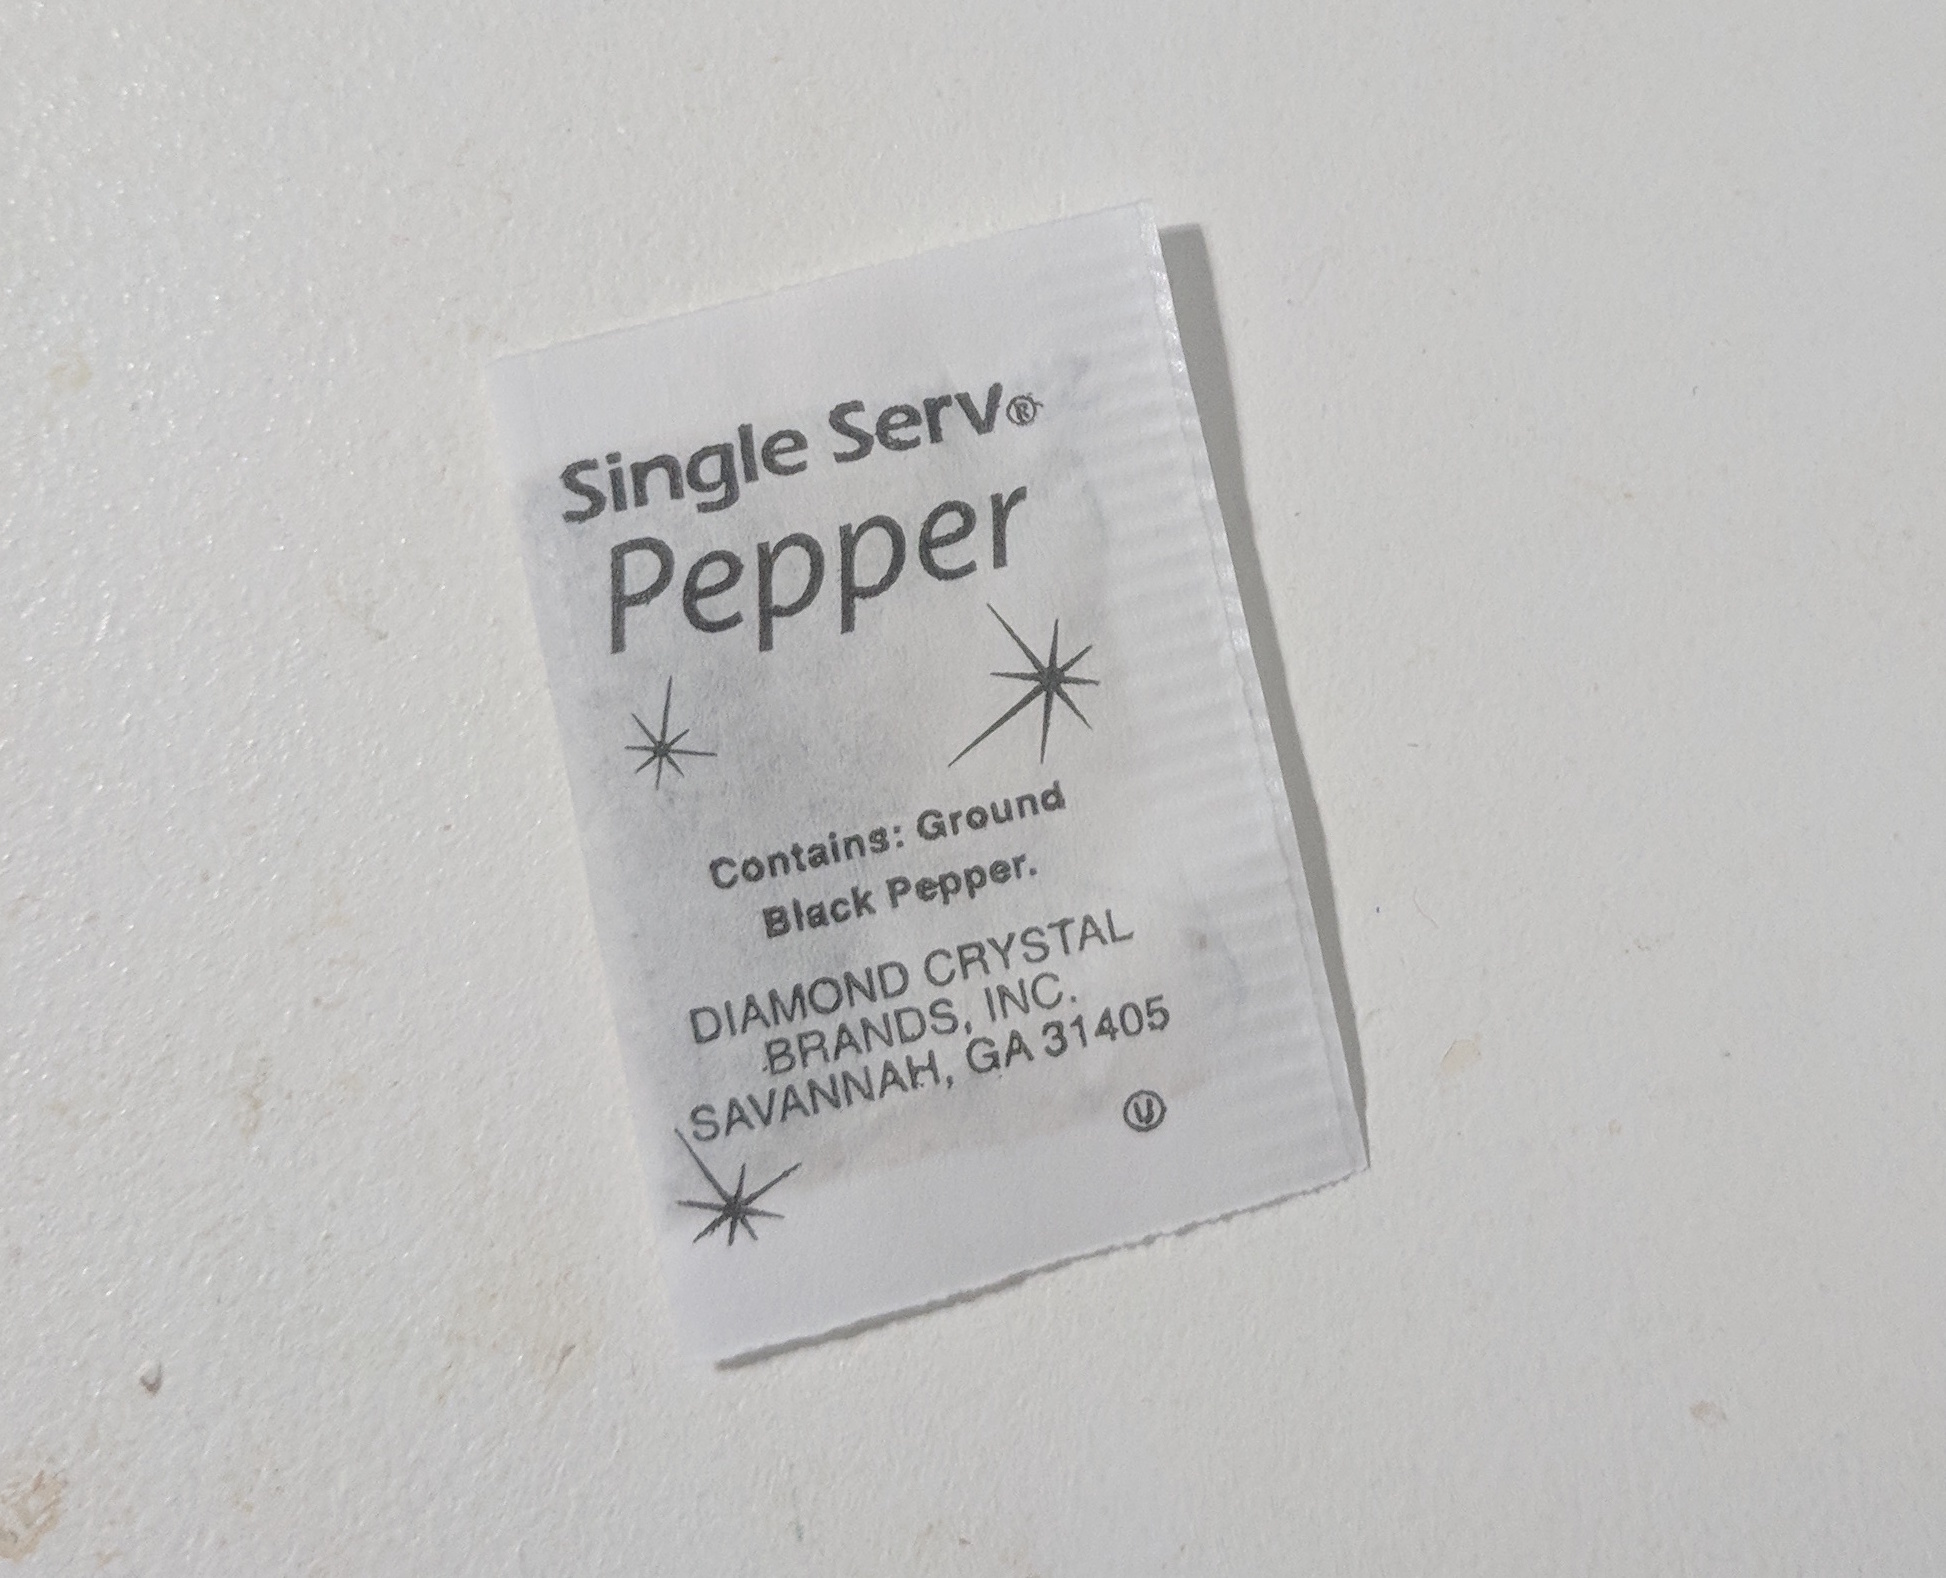 Single Serv®
Pepper
Contains: Ground
Black Pepper.
DIAMOND CRYSTAL
BRANDS, INC.
SAVANNAH, GA 31405
Ⓤ